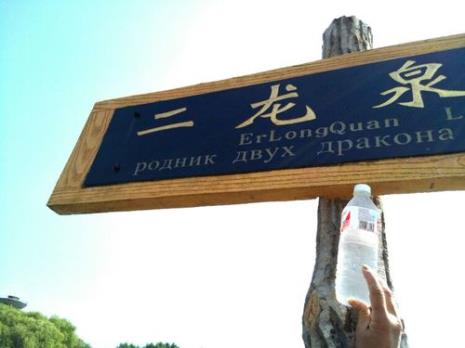 二龙泉
ErLongQuan L
родник двух дракона